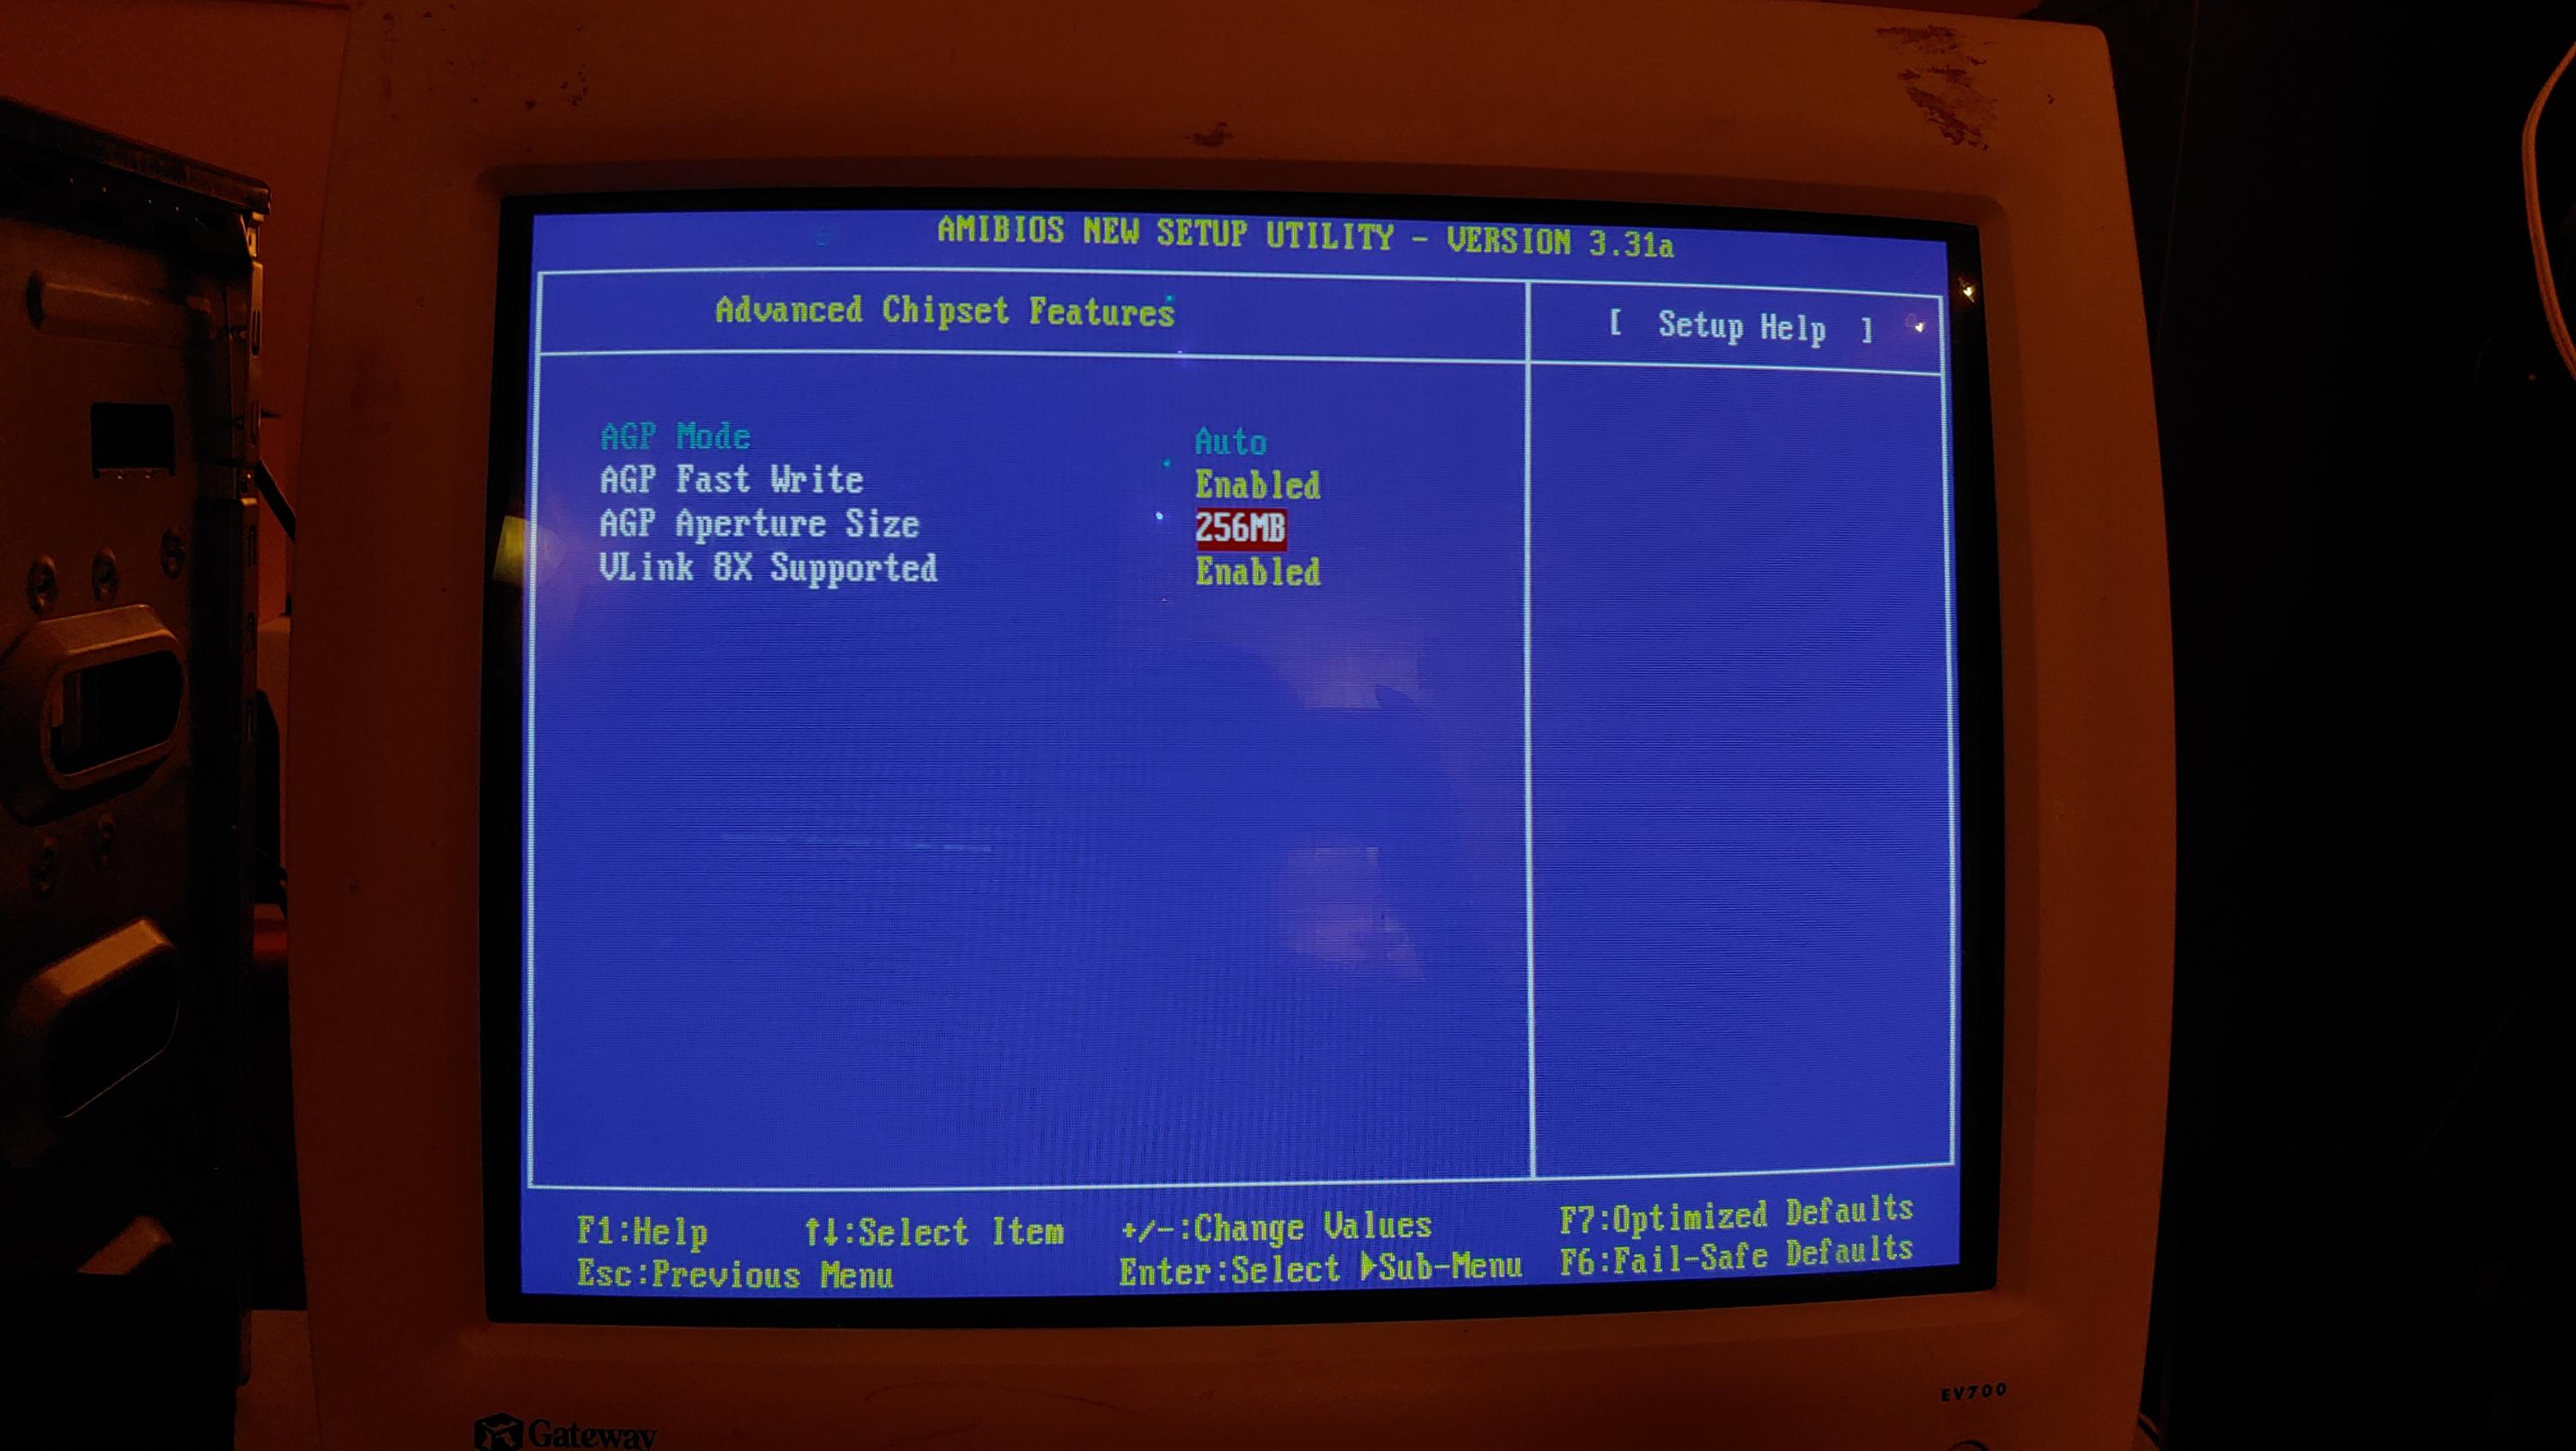 AMIBIOS NEW SETUP UTILITY - VERSION 3.31a
Advanced Chipset Features
[ Setup Help ]
AGP Mode Auto
AGP Fast Write Enabled
AGP Aperture Size 256MB
VLink 8X Supported Enabled
F1:Help ↑↓:Select Item +/-:Change Values F7:Optimized Defaults
Esc:Previous Menu Enter:Select ▶Sub-Menu F6:Fail-Safe Defaults
EV700
Gateway